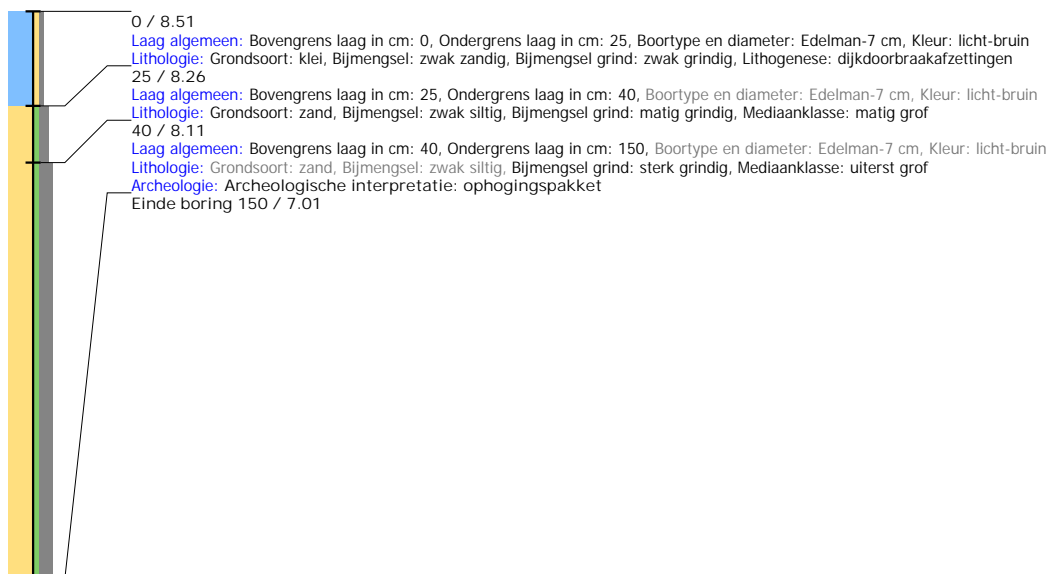 0 / 8.51
Laag algemeen: Bovengrens laag in cm: 0, Ondergrens laag in cm: 25, Boortype en diameter: Edelman-7 cm, Kleur: licht-bruin
Lithologie: Grondsoort: klei, Bijmengsel: zwak zandig, Bijmengsel grind: zwak grindig, Lithogenese: dijkdoorbraakafzettingen
25 / 8.26
Laag algemeen: Bovengrens laag in cm: 25, Ondergrens laag in cm: 40, Boortype en diameter: Edelman-7 cm, Kleur: licht-bruin
Lithologie: Grondsoort: zand, Bijmengsel: zwak siltig, Bijmengsel grind: matig grindig, Mediaanklasse: matig grof
40 / 8.11
Laag algemeen: Bovengrens laag in cm: 40, Ondergrens laag in cm: 150, Boortype en diameter: Edelman-7 cm, Kleur: licht-bruin
Lithologie: Grondsoort: zand, Bijmengsel: zwak siltig, Bijmengsel grind: sterk grindig, Mediaanklasse: uiterst grof
Archeologie: Archeologische interpretatie: ophogingspakket
Einde boring 150 / 7.01